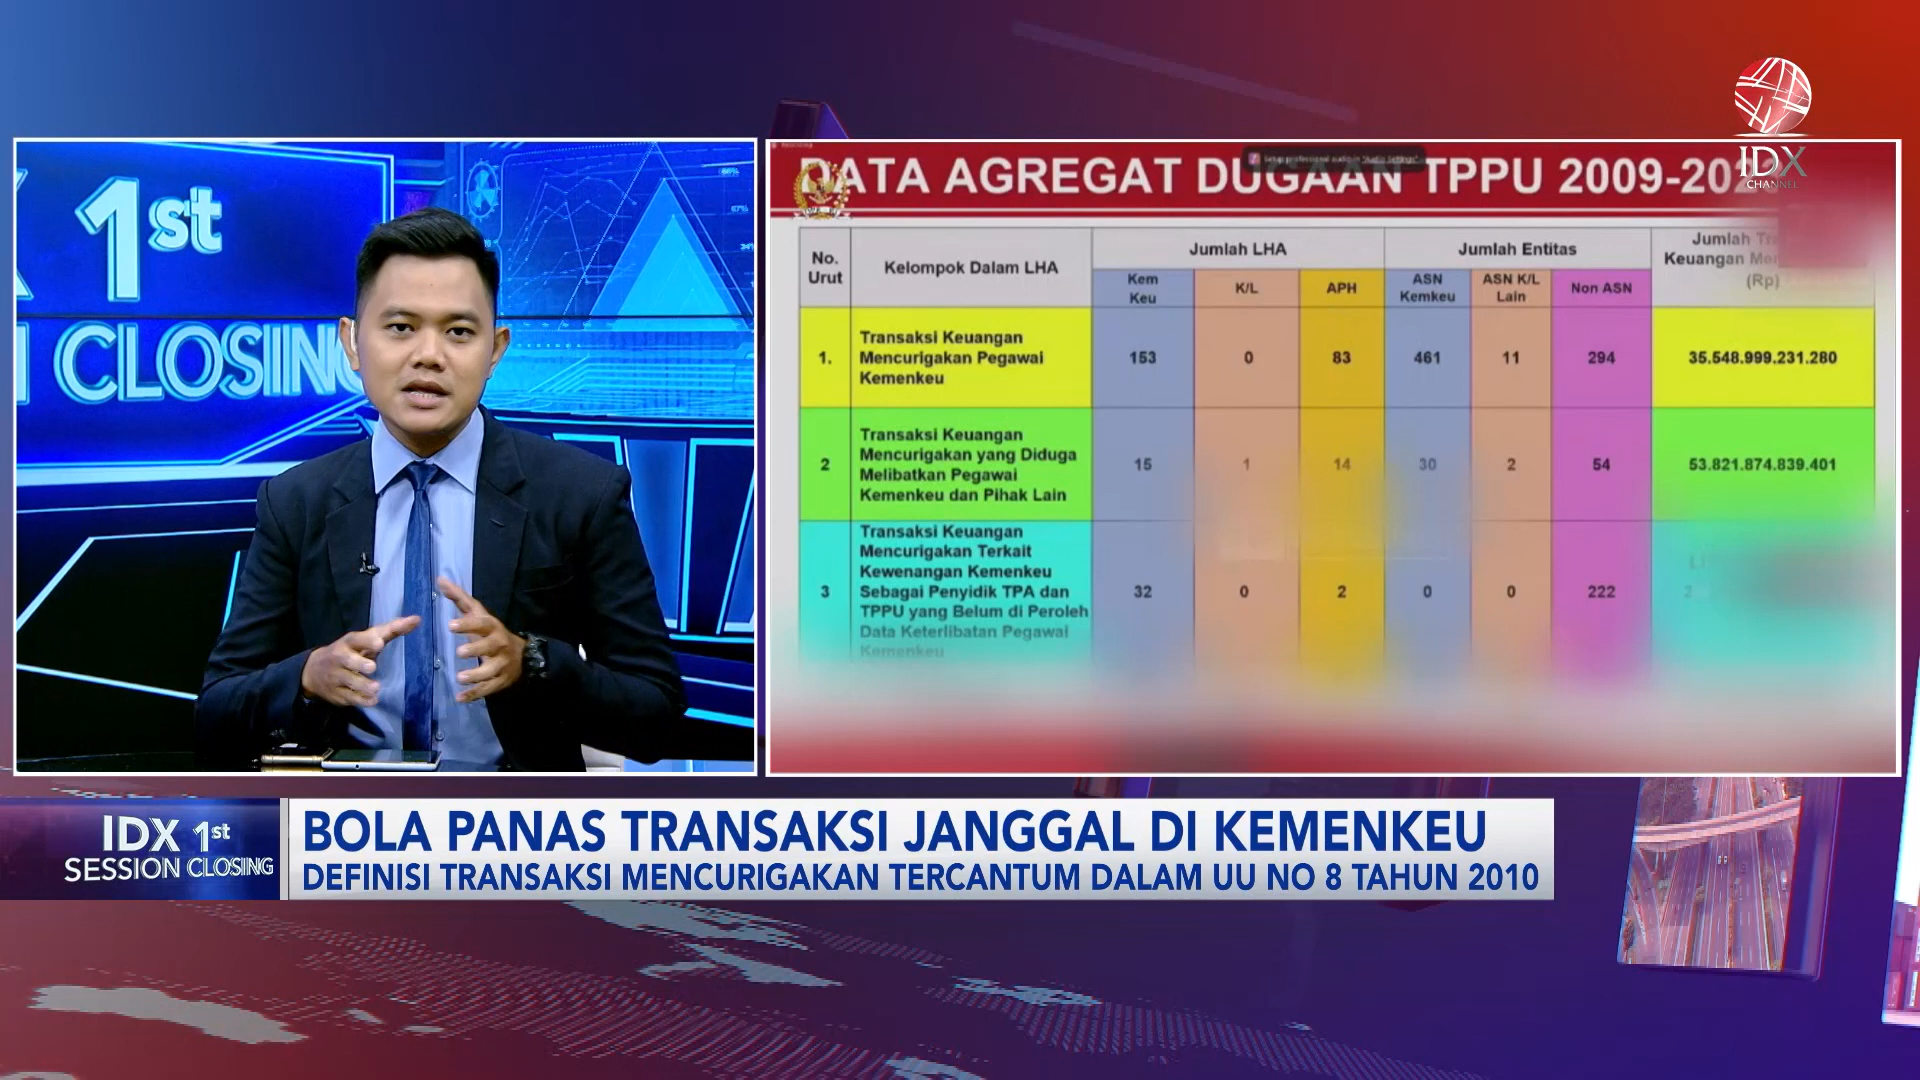 1st
CLOSING
DATA AGREGAT DUGAAN TPPU 2009-20
IDX
CHANNEL
No.
Urut
Kelompok Dalam LHA
Jumlah LHA
Jumlah Entitas
Jumlah
Keuangan
(Rp)
Kem
Keu
K/L
APH
ASN
Kemkeu
ASN K/L
Lain
Non ASN
1.
Transaksi Keuangan
Mencurigakan Pegawai
Kemenkeu
153
0
83
461
11
294
35.548.999.231.280
2
Transaksi Keuangan
Mencurigakan yang Diduga
Melibatkan Pegawai
Kemenkeu dan Pihak Lain
15
1
14
30
2
54
53.821.874.839.401
3
Transaksi Keuangan
Mencurigakan Terkait
Kewenangan Kemenkeu
Sebagai Penyidik TPA dan
TPPU yang Belum di Peroleh
Data Keterlibatan Pegawai
Kemenkeu
32
0
2
0
0
222
IDX 1st
SESSION CLOSING
BOLA PANAS TRANSAKSI JANGGAL DI KEMENKEU
DEFINISI TRANSAKSI MENCURIGAKAN TERCANTUM DALAM UU NO 8 TAHUN 2010